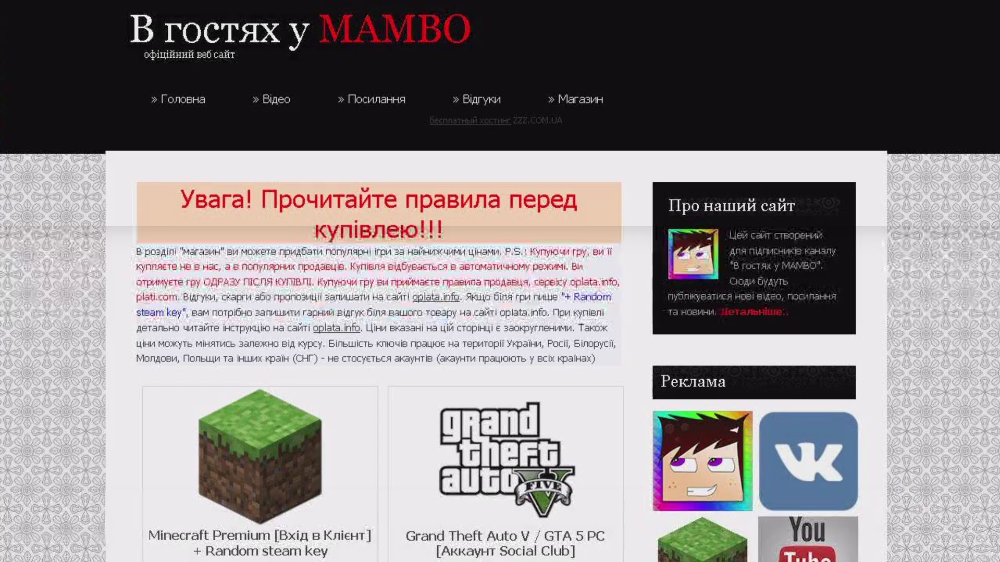 В гостях у МАМВО
офіційний веб сайт
» Головна » Відео » Посилання » Відгуки » Магазин
бесплатный хостинг ZZZ.COM.UA
Увага! Прочитайте правила перед
купівлею!!!
В розділі "магазин" ви можете придбати популярні ігри за найнижчими цінами. P.S.: Купуючи гру, ви її
купляєте не в нас, а в популярних продавців. Купівля відбувається в автоматичному режимі. Ви
отримуєте гру ОДРАЗУ ПІСЛЯ КУПІВЛІ. Купуючи гру ви приймаєте правила продавця, сервісу oplata.info,
plati.com. Відгуки, скарги або пропозиції залишати на сайті oplata.info. Якщо біля гри пише "+ Random
steam key", вам потрібно залишити гарний відгук біля вашого товару на сайті oplata.info. При купівлі
детально читайте інструкцію на сайті oplata.info. Ціни вказані на цій сторінці є заокругленими. Також
ціни можуть мінятись залежно від курсу. Більшість ключів працює на території України, Росії, Білорусії,
Молдови, Польщи та інших країн (СНГ) - не стосується акаунтів (акаунти працюють у всіх країнах)
Minecraft Premium [Вхід в Клієнт]
+ Random steam key
grand
theft
auto
FIVE
Grand Theft Auto V / GTA 5 PC
[Аккаунт Social Club]
Про наший сайт
Цей сайт створений
для підписників каналу
"В гостях у МАМВО".
Сюди будуть
публікуватися нові відео, посилання
та новини. Детальніше..
Реклама
You
Tube